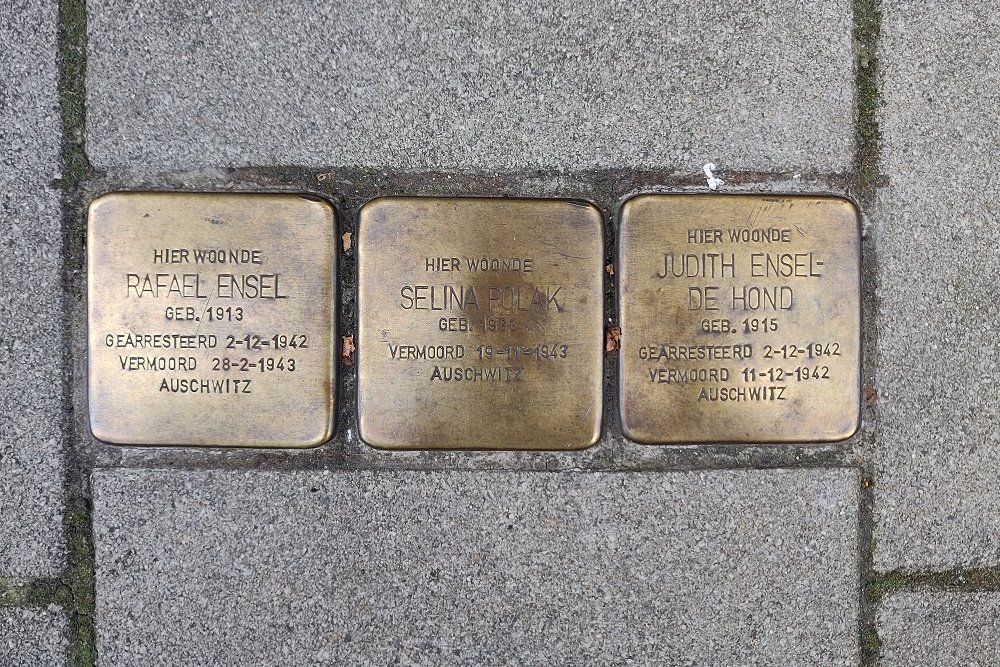 HIER WOONDE
RAFAEL ENSEL
GEB. 1913
GEARRESTEERD 2-12-1942
VERMOORD 28-2-1943
AUSCHWITZ
HIER WOONDE
SELINA POLAK
GEB.
VERMOORD 19-11-1943
AUSCHWITZ
HIER WOONDE
JUDITH ENSEL-
DE HOND
GEB. 1915
GEARRESTEERD 2-12-1942
VERMOORD 11-12-1942
AUSCHWITZ